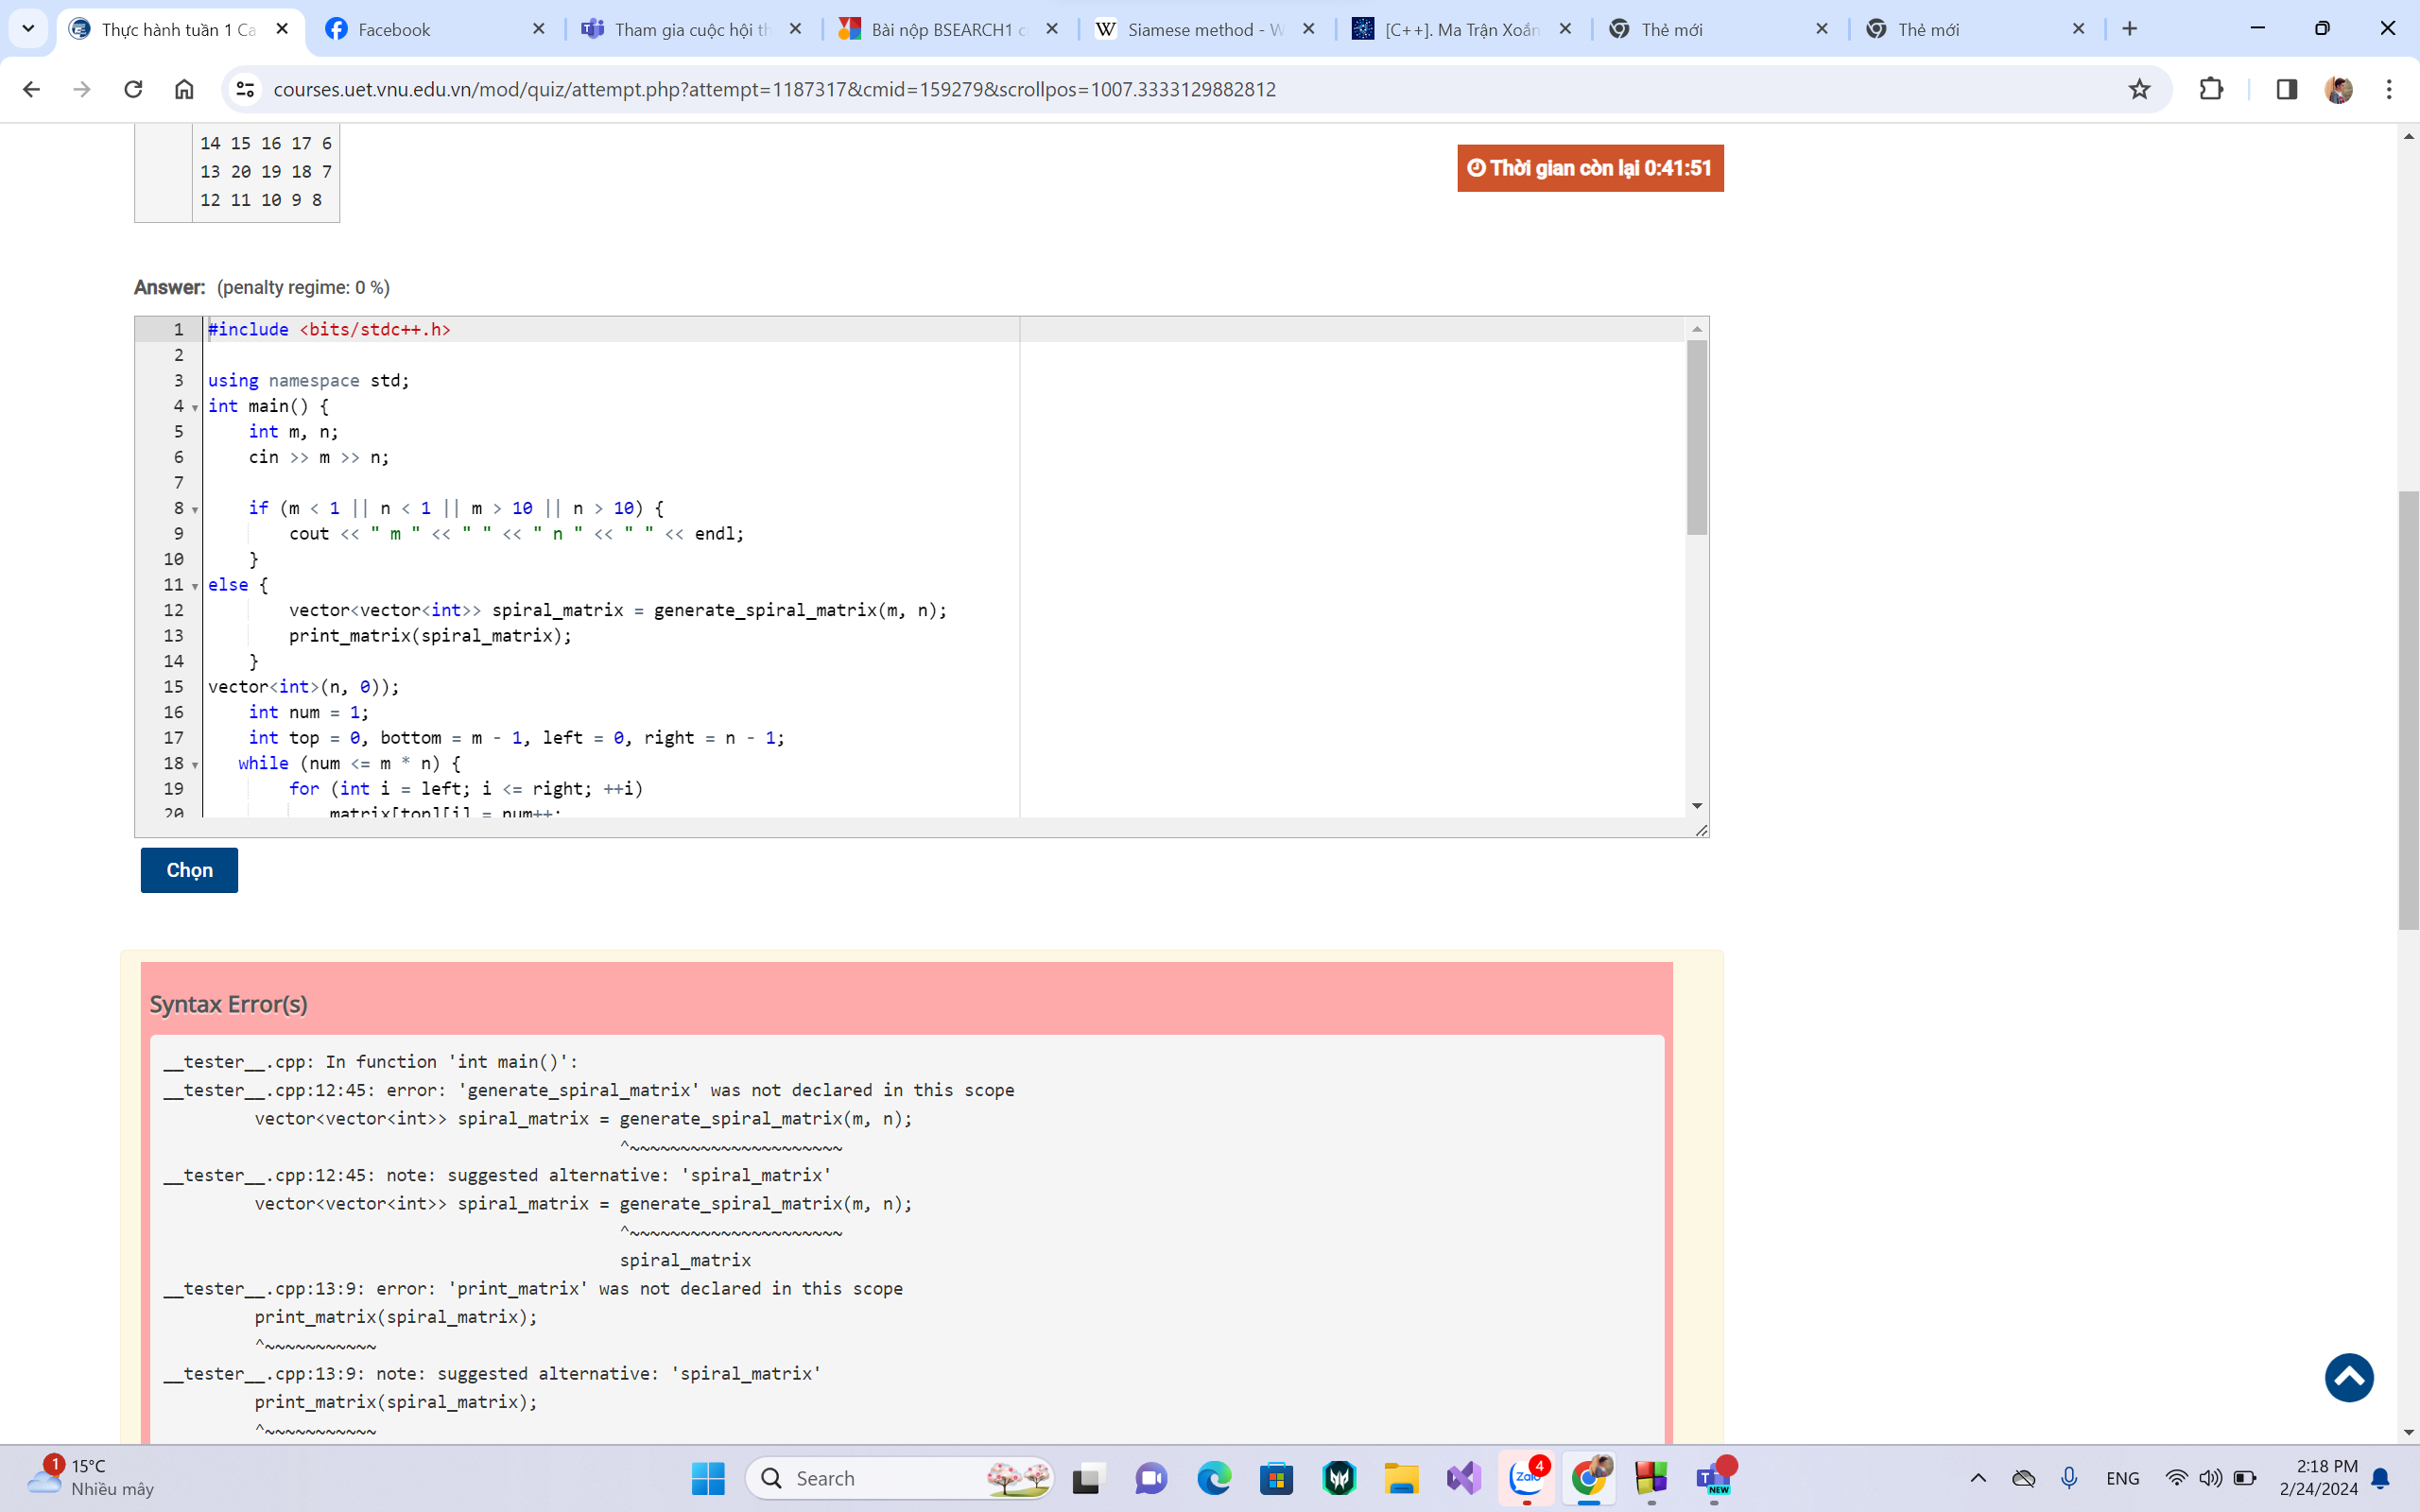 Thực hành tuần 1 Ca
Facebook
Tham gia cuộc hội th
Bài nộp BSEARCH1 c
Siamese method - W
[C++]. Ma Trận Xoắn
Thẻ mới
Thẻ mới
courses.uet.vnu.edu.vn/mod/quiz/attempt.php?attempt=1187317&cmid=159279&scrollpos=1007.3333129882812
14 15 16 17 6
13 20 19 18 7
12 11 10 9 8
Thời gian còn lại 0:41:51
Answer: (penalty regime: 0 %)
1 #include <bits/stdc++.h>
2
3 using namespace std;
4 int main() {
5 int m, n;
6 cin >> m >> n;
7
8 if (m < 1 || n < 1 || m > 10 || n > 10) {
9 cout << " m " << " " << " n " << " " << endl;
10 }
11 else {
12 vector<vector<int>> spiral_matrix = generate_spiral_matrix(m, n);
13 print_matrix(spiral_matrix);
14 }
15 vector<int>(n, 0));
16 int num = 1;
17 int top = 0, bottom = m - 1, left = 0, right = n - 1;
18 while (num <= m * n) {
19 for (int i = left; i <= right; ++i)
20 matrix[top][i] = num++;
Chọn
Syntax Error(s)
__tester__.cpp: In function 'int main()':
__tester__.cpp:12:45: error: 'generate_spiral_matrix' was not declared in this scope
vector<vector<int>> spiral_matrix = generate_spiral_matrix(m, n);
^~~~~~~~~~~~~~~~~~~~~~
__tester__.cpp:12:45: note: suggested alternative: 'spiral_matrix'
vector<vector<int>> spiral_matrix = generate_spiral_matrix(m, n);
^~~~~~~~~~~~~~~~~~~~~~
spiral_matrix
__tester__.cpp:13:9: error: 'print_matrix' was not declared in this scope
print_matrix(spiral_matrix);
^~~~~~~~~~~~
__tester__.cpp:13:9: note: suggested alternative: 'spiral_matrix'
print_matrix(spiral_matrix);
^~~~~~~~~~~~
1
15°C
Nhiều mây
Search
Zalo
4
T
NEW
ENG
2:18 PM
2/24/2024